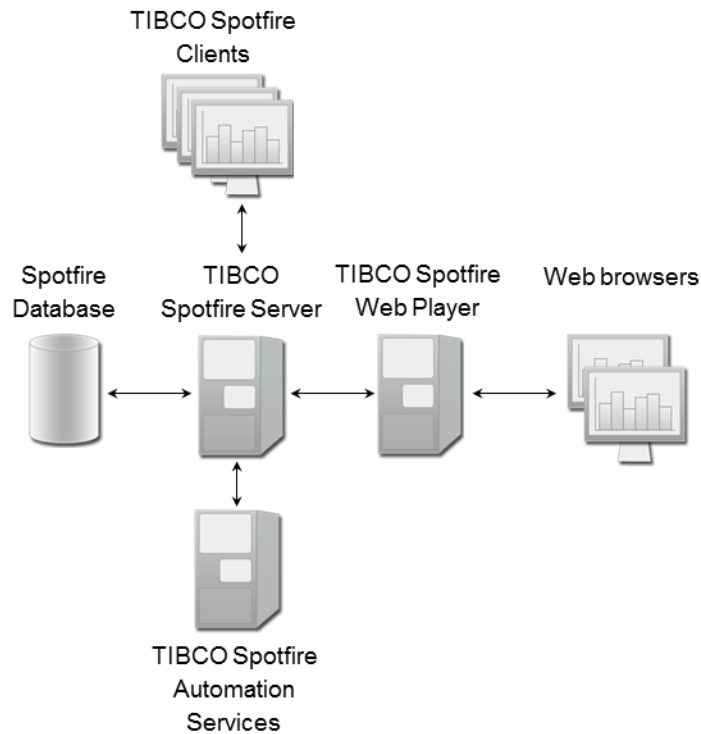 TIBCO Spotfire
Clients
Spotfire
Database
TIBCO
Spotfire Server
TIBCO Spotfire
Web Player
Web browsers
TIBCO Spotfire
Automation
Services